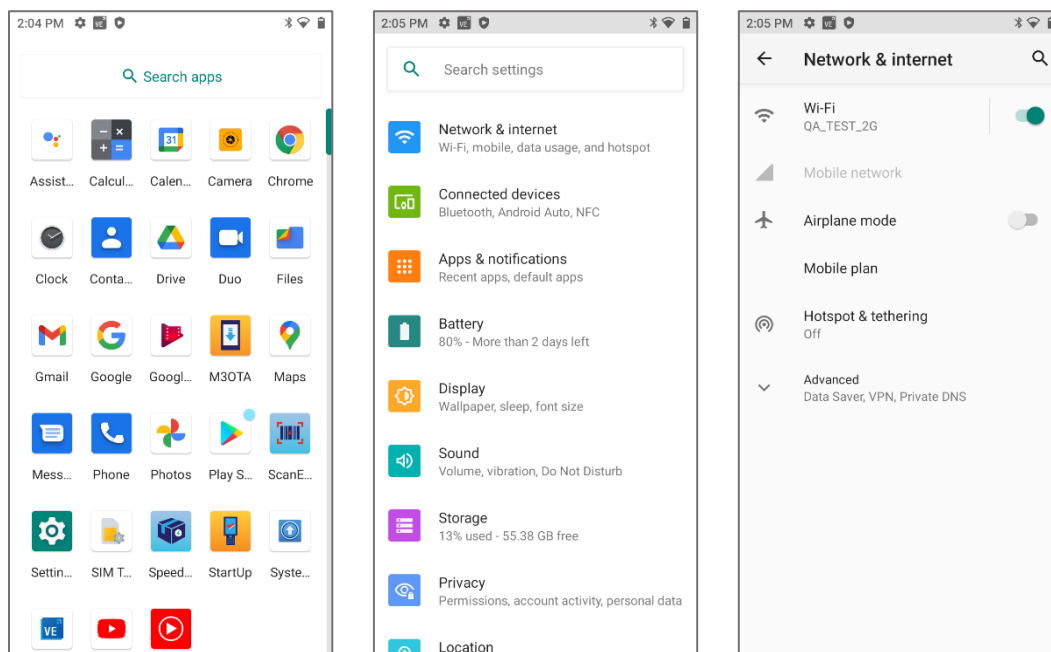 2:04 PM VE
Search apps
- ×
+ =
31
Assist... Calcul... Calen... Camera Chrome
Clock Conta... Drive Duo Files
Gmail Google Googl... M3OTA Maps
Mess... Phone Photos Play S... ScanE...
Settin... SIM T... Speed... StartUp Syste...
VE
2:05 PM VE
Search settings
Network & internet
Wi-Fi, mobile, data usage, and hotspot
Connected devices
Bluetooth, Android Auto, NFC
Apps & notifications
Recent apps, default apps
Battery
80% - More than 2 days left
Display
Wallpaper, sleep, font size
Sound
Volume, vibration, Do Not Disturb
Storage
13% used - 55.38 GB free
Privacy
Permissions, account activity, personal data
Location
2:05 PM VE
Network & internet
Wi-Fi
QA_TEST_2G
Mobile network
Airplane mode
Mobile plan
Hotspot & tethering
Off
Advanced
Data Saver, VPN, Private DNS